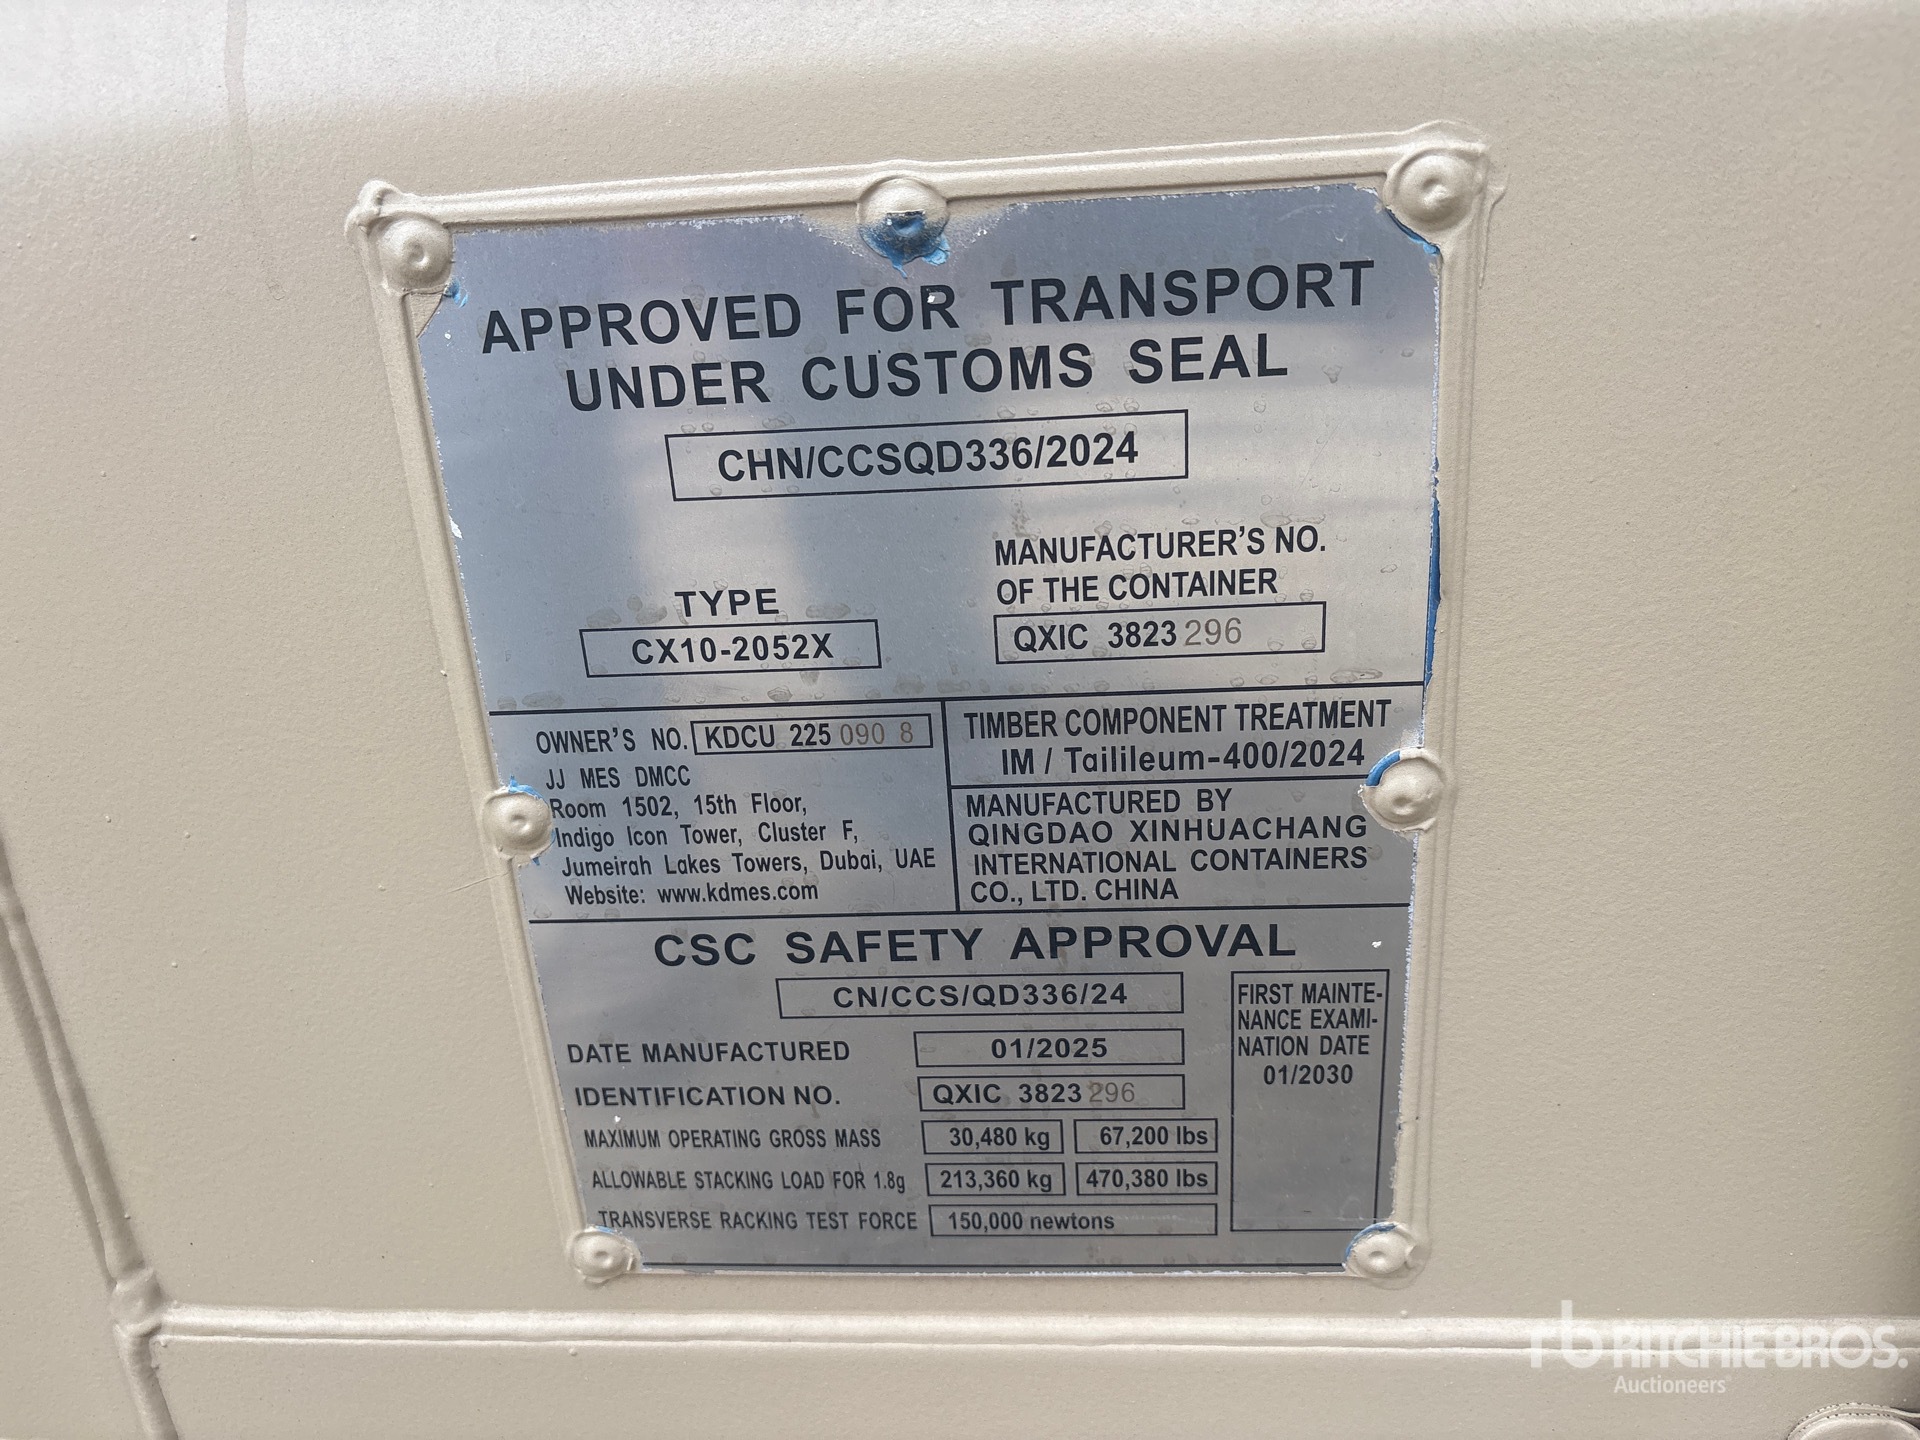 APPROVED FOR TRANSPORT
UNDER CUSTOMS SEAL
CHN/CCSQD336/2024
TYPE
CX10-2052X
MANUFACTURER'S NO.
OF THE CONTAINER
QXIC 3823 296
OWNER'S NO. KDCU 225 090 8
JJ MES DMCC
Room 1502, 15th Floor,
Indigo Icon Tower, Cluster F,
Jumeirah Lakes Towers, Dubai, UAE
Website: www.kdmes.com
TIMBER COMPONENT TREATMENT
IM / Tailileum-400/2024
MANUFACTURED BY
QINGDAO XINHUACHANG
INTERNATIONAL CONTAINERS
CO., LTD. CHINA
CSC SAFETY APPROVAL
CN/CCS/QD336/24
DATE MANUFACTURED 01/2025
IDENTIFICATION NO. QXIC 3823 296
MAXIMUM OPERATING GROSS MASS 30,480 kg 67,200 lbs
ALLOWABLE STACKING LOAD FOR 1.8g 213,360 kg 470,380 lbs
TRANSVERSE RACKING TEST FORCE 150,000 newtons
FIRST MAINTE-
NANCE EXAMI-
NATION DATE
01/2030
rb RITCHIE BROS.
Auctioneers